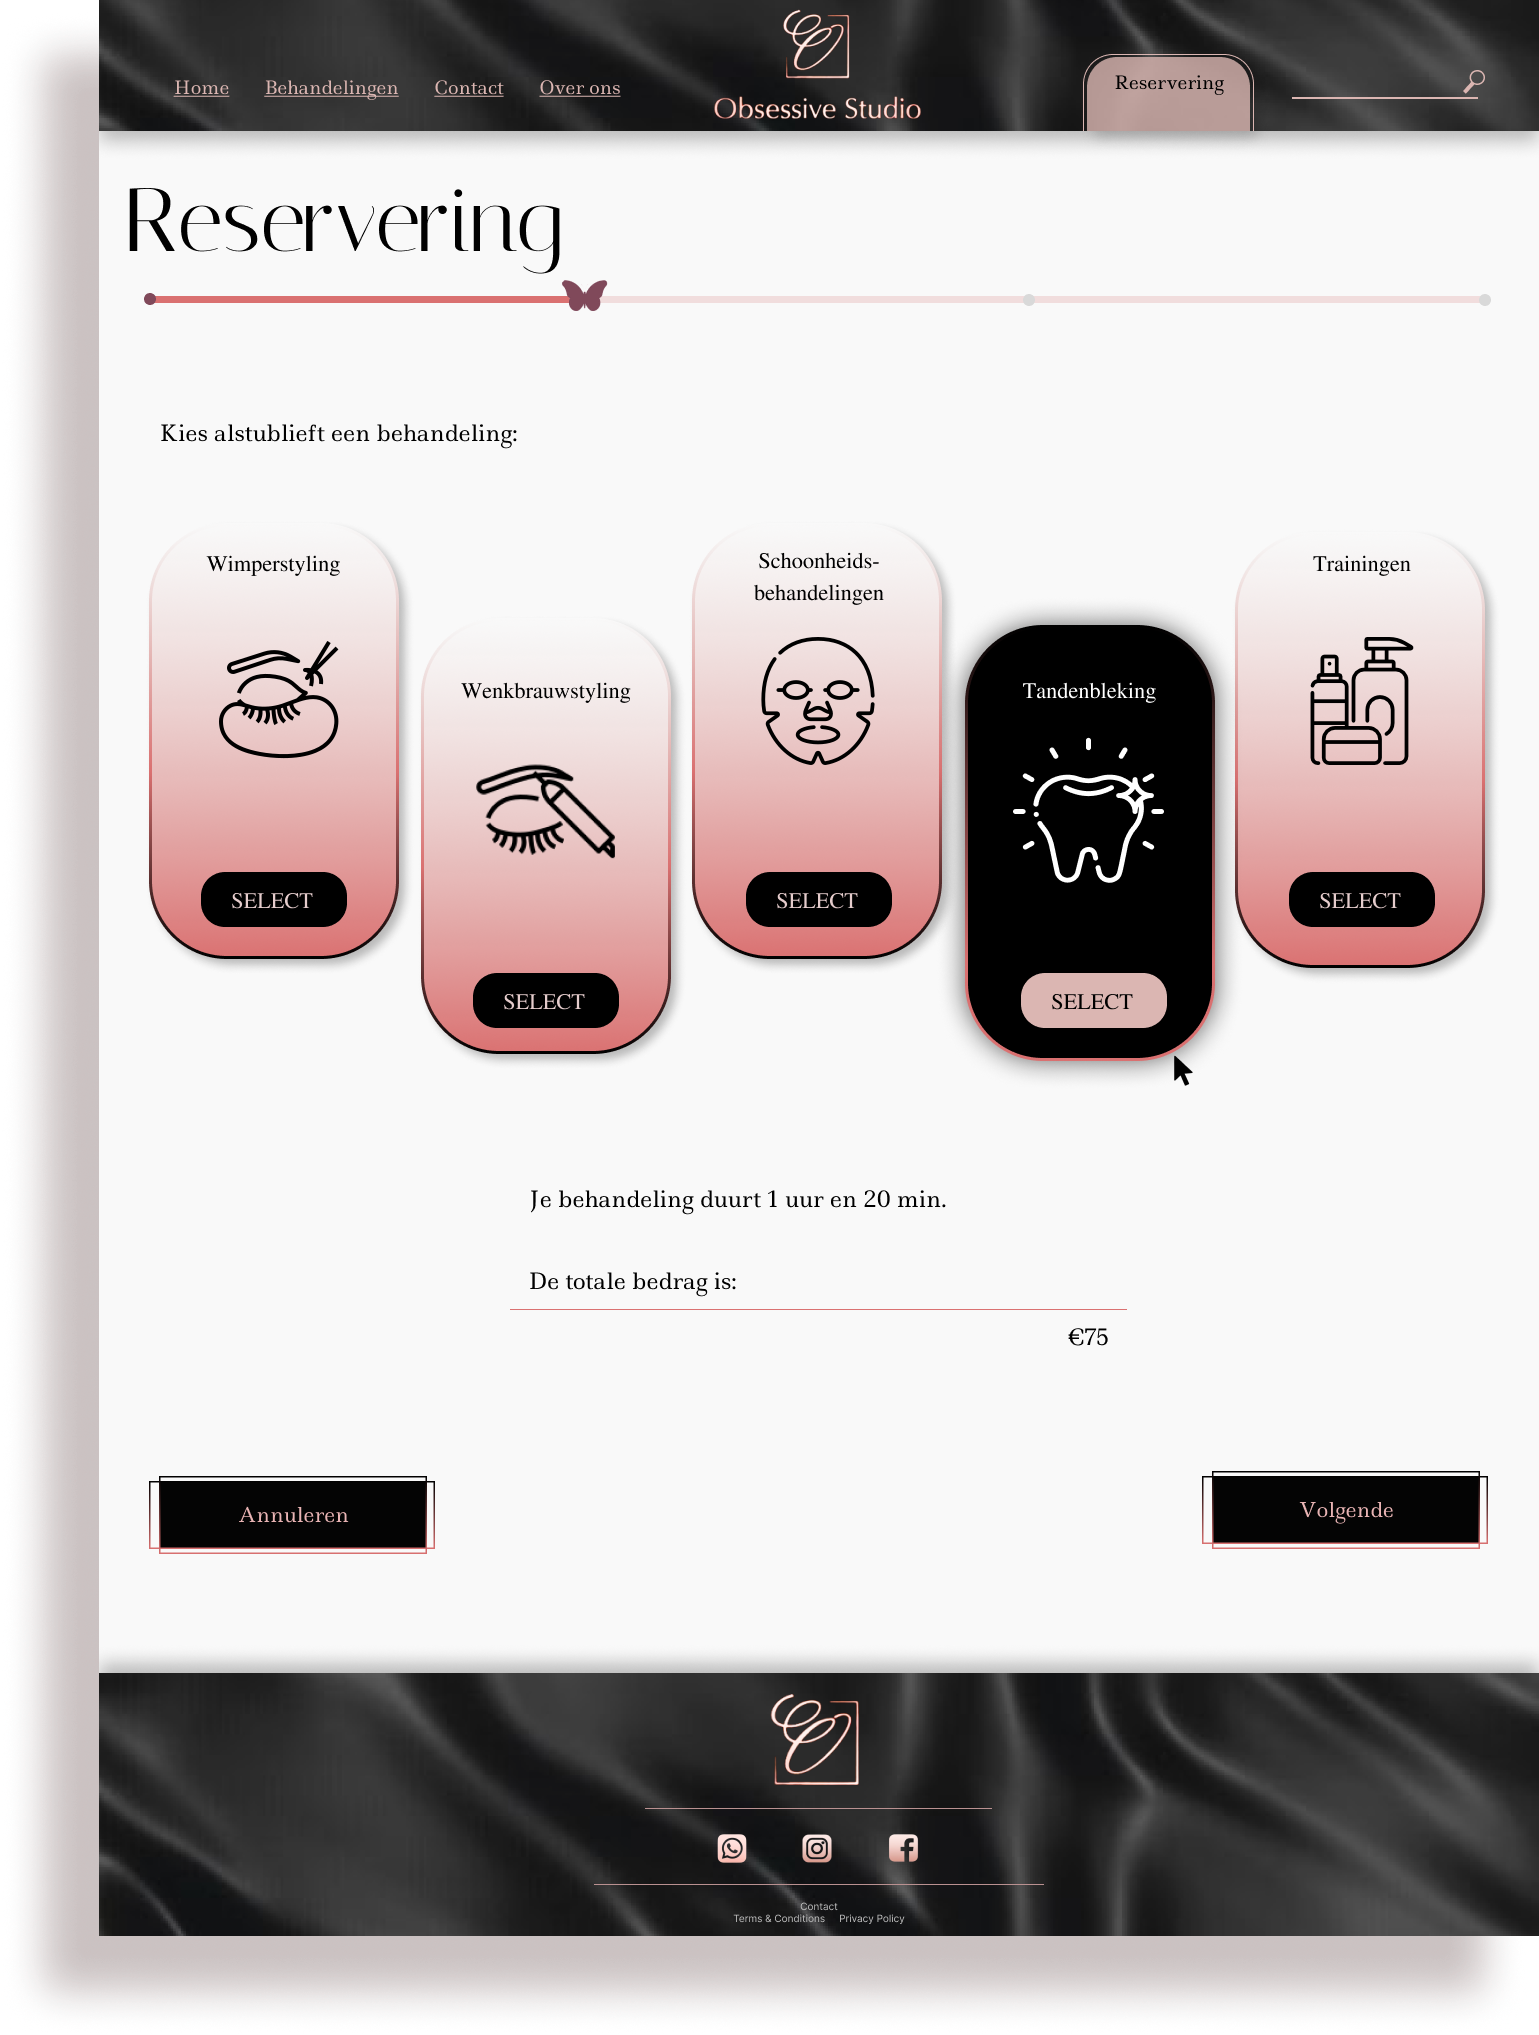 Home Behandelingen Contact Over ons
Obsessive Studio
Reservering
Reservering
Kies alstublieft een behandeling:
Wimperstyling
SELECT
Wenkbrauwstyling
SELECT
Schoonheids-
behandelingen
SELECT
Tandenbleking
SELECT
Trainingen
SELECT
Je behandeling duurt 1 uur en 20 min.
De totale bedrag is:
€75
Annuleren
Volgende
Contact
Terms & Conditions Privacy Policy